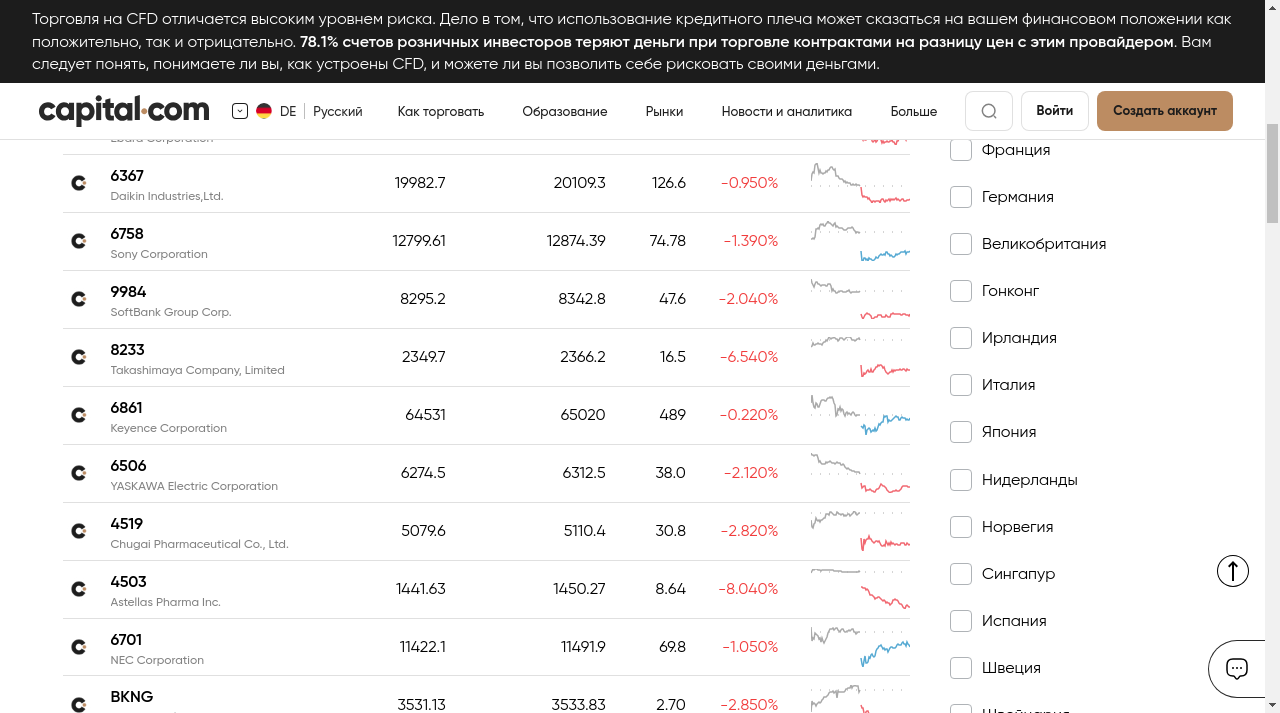 Торговля на CFD отличается высоким уровнем риска. Дело в том, что использование кредитного плеча может сказаться на вашем финансовом положении как
положительно, так и отрицательно. 78.1% счетов розничных инвесторов теряют деньги при торговле контрактами на разницу цен с этим провайдером. Вам
следует понять, понимаете ли вы, как устроены CFD, и можете ли вы позволить себе рисковать своими деньгами.
capital.com DE Русский Как торговать Образование Рынки Новости и аналитика Больше Войти Создать аккаунт
Ebara Corporation
6367
Daikin Industries,Ltd.
19982.7 20109.3 126.6 -0.950%
6758
Sony Corporation
12799.61 12874.39 74.78 -1.390%
9984
SoftBank Group Corp.
8295.2 8342.8 47.6 -2.040%
8233
Takashimaya Company, Limited
2349.7 2366.2 16.5 -6.540%
6861
Keyence Corporation
64531 65020 489 -0.220%
6506
YASKAWA Electric Corporation
6274.5 6312.5 38.0 -2.120%
4519
Chugai Pharmaceutical Co., Ltd.
5079.6 5110.4 30.8 -2.820%
4503
Astellas Pharma Inc.
1441.63 1450.27 8.64 -8.040%
6701
NEC Corporation
11422.1 11491.9 69.8 -1.050%
BKNG
3531.13 3533.83 2.70 -2.850%
Франция
Германия
Великобритания
Гонконг
Ирландия
Италия
Япония
Нидерланды
Норвегия
Сингапур
Испания
Швеция
Швейцария